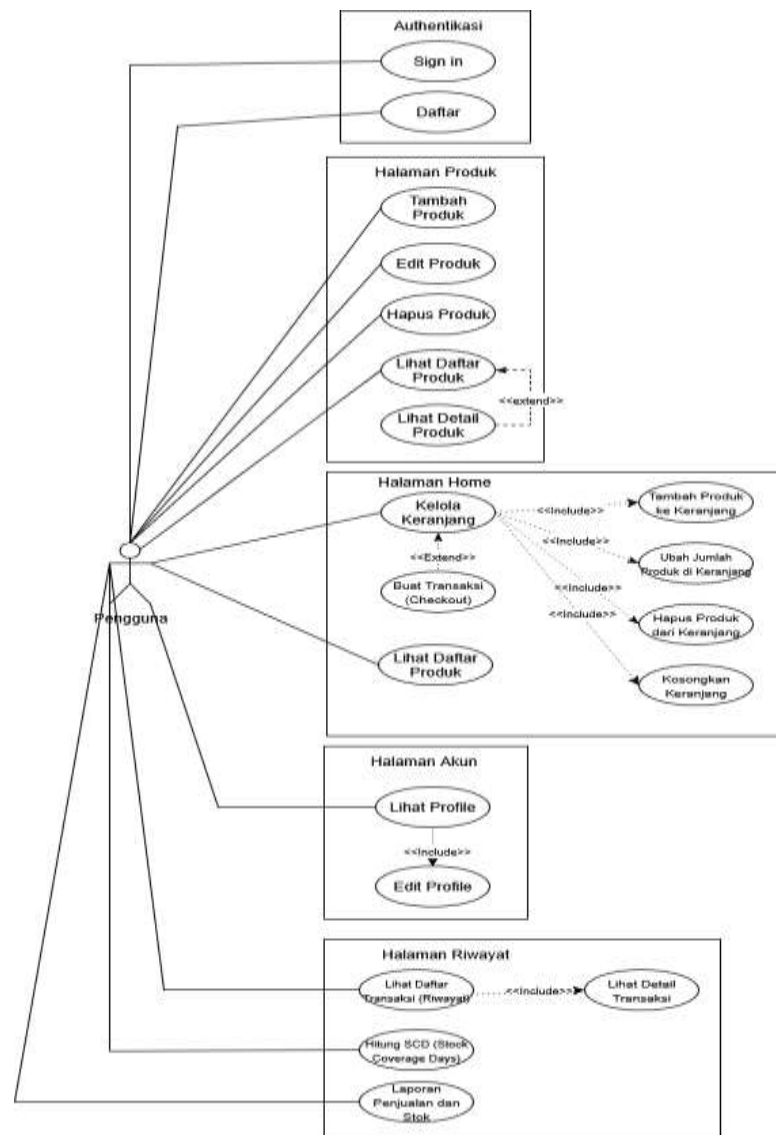 Authentikasi
Sign in
Daftar
Halaman Produk
Tambah
Produk
Edit Produk
Hapus Produk
Lihat Daftar
Produk
<<extend>>
Lihat Detail
Produk
Halaman Home
Kelola
Keranjang
<<Include>>
Tambah Produk
ke Keranjang
<<Include>>
Ubah Jumlah
Produk di Keranjang
<<Extend>>
Buat Transaksi
(Checkout)
<<Include>>
<<Include>>
Hapus Produk
dari Keranjang
Pengguna
Lihat Daftar
Produk
Kosongkan
Keranjang
Halaman Akun
Lihat Profile
<<Include>>
Edit Profile
Halaman Riwayat
Lihat Daftar
Transaksi (Riwayat)
<<Include>>
Lihat Detail
Transaksi
Hitung SCD (Stock
Coverage Days)
Laporan
Penjualan dan
Stok